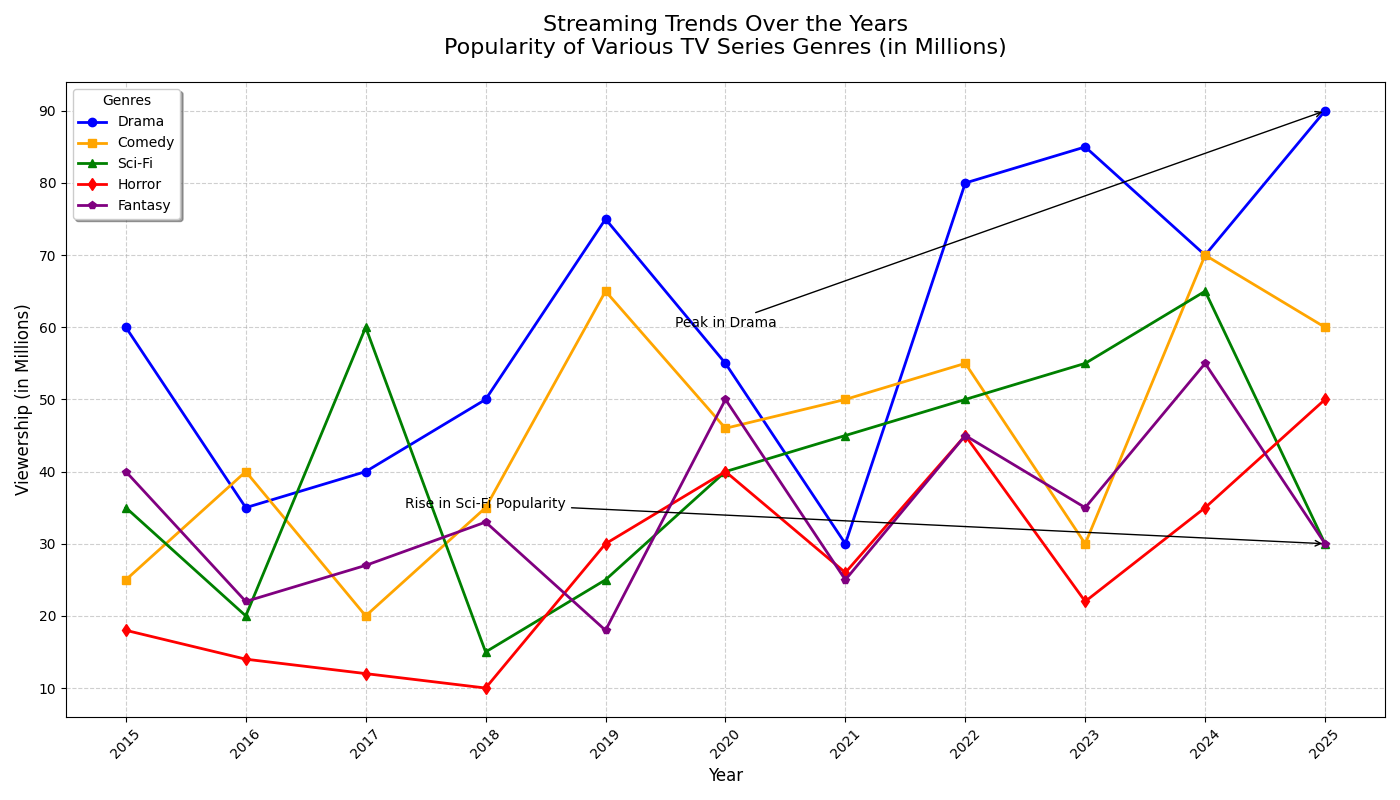 Streaming Trends Over the Years
Popularity of Various TV Series Genres (in Millions)
Genres
Drama
Comedy
Sci-Fi
Horror
Fantasy
Peak in Drama
Rise in Sci-Fi Popularity
Viewership (in Millions)
90
80
70
60
50
40
30
20
10
2015
2016
2017
2018
2019
2020
2021
2022
2023
2024
2025
Year